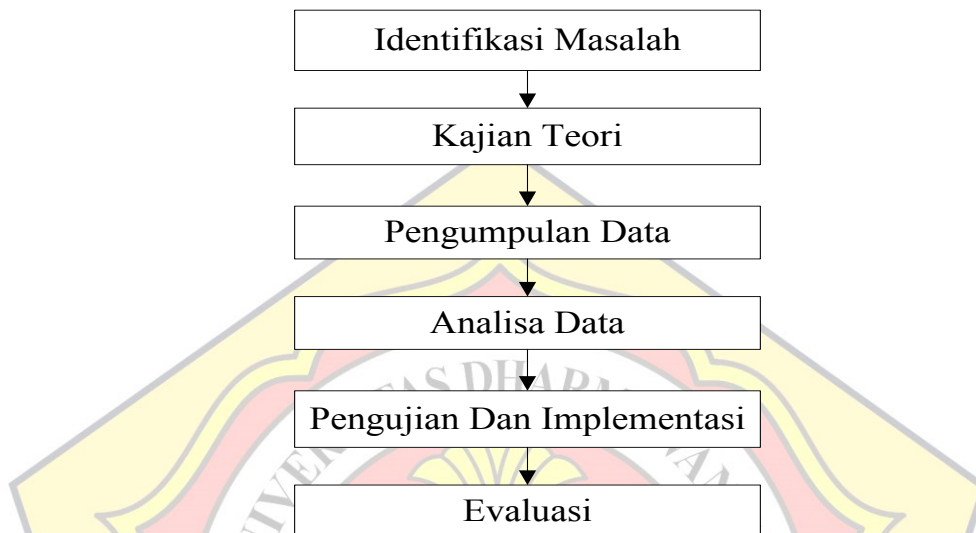 Identifikasi Masalah
Kajian Teori
Pengumpulan Data
Analisa Data
Pengujian Dan Implementasi
Evaluasi